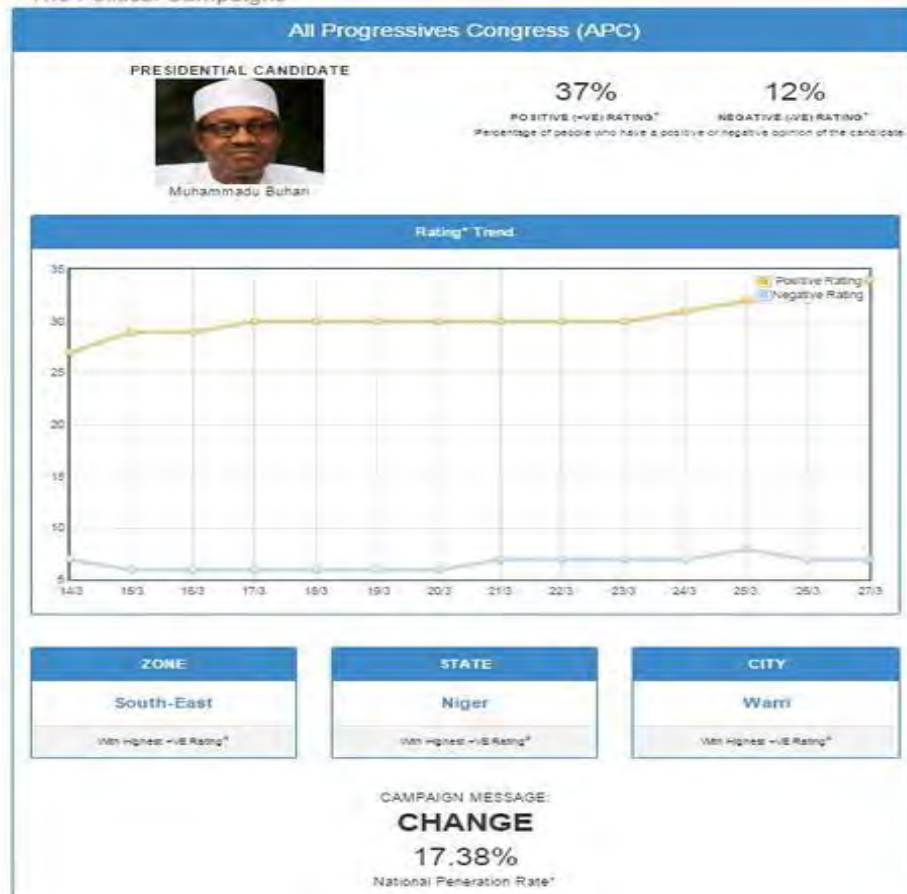 The Political Campaigns
All Progressives Congress (APC)
PRESIDENTIAL CANDIDATE
Muhammadu Buhari
37%
POSITIVE (+VE) RATING*
12%
NEGATIVE (-VE) RATING*
Percentage of people who have a positive or negative opinion of the candidate
Rating* Trend
Positive Rating
Negative Rating
35
30
25
20
15
10
5
14/3 15/3 16/3 17/3 18/3 19/3 20/3 21/3 22/3 23/3 24/3 25/3 26/3 27/3
ZONE
South-East
With Highest +VE Rating*
STATE
Niger
With Highest +VE Rating*
CITY
Warri
With Highest +VE Rating*
CAMPAIGN MESSAGE:
CHANGE
17.38%
National Peneration Rate*